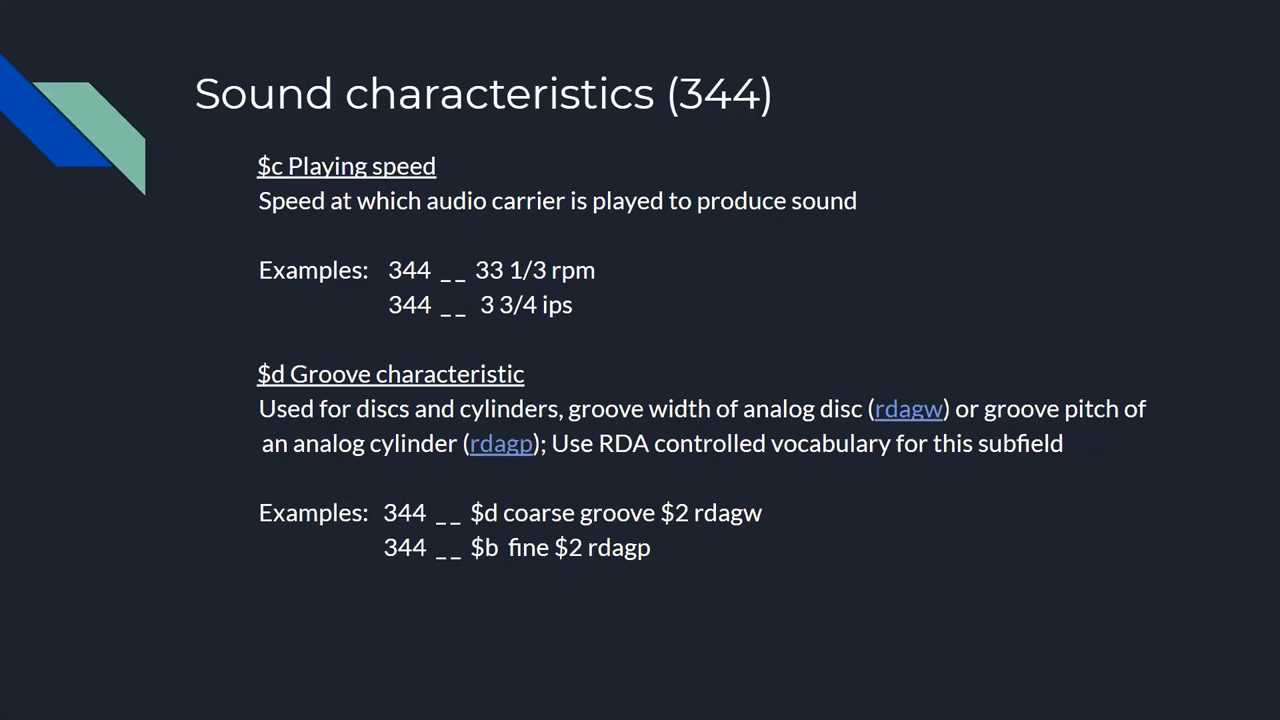 Sound characteristics (344)
$c Playing speed
Speed at which audio carrier is played to produce sound
Examples: 344 _ _ 33 1/3 rpm
344 _ _ 3 3/4 ips
$d Groove characteristic
Used for discs and cylinders, groove width of analog disc (rdagw) or groove pitch of
an analog cylinder (rdagp); Use RDA controlled vocabulary for this subfield
Examples: 344 _ _ $d coarse groove $2 rdagw
344 _ _ $b fine $2 rdagp